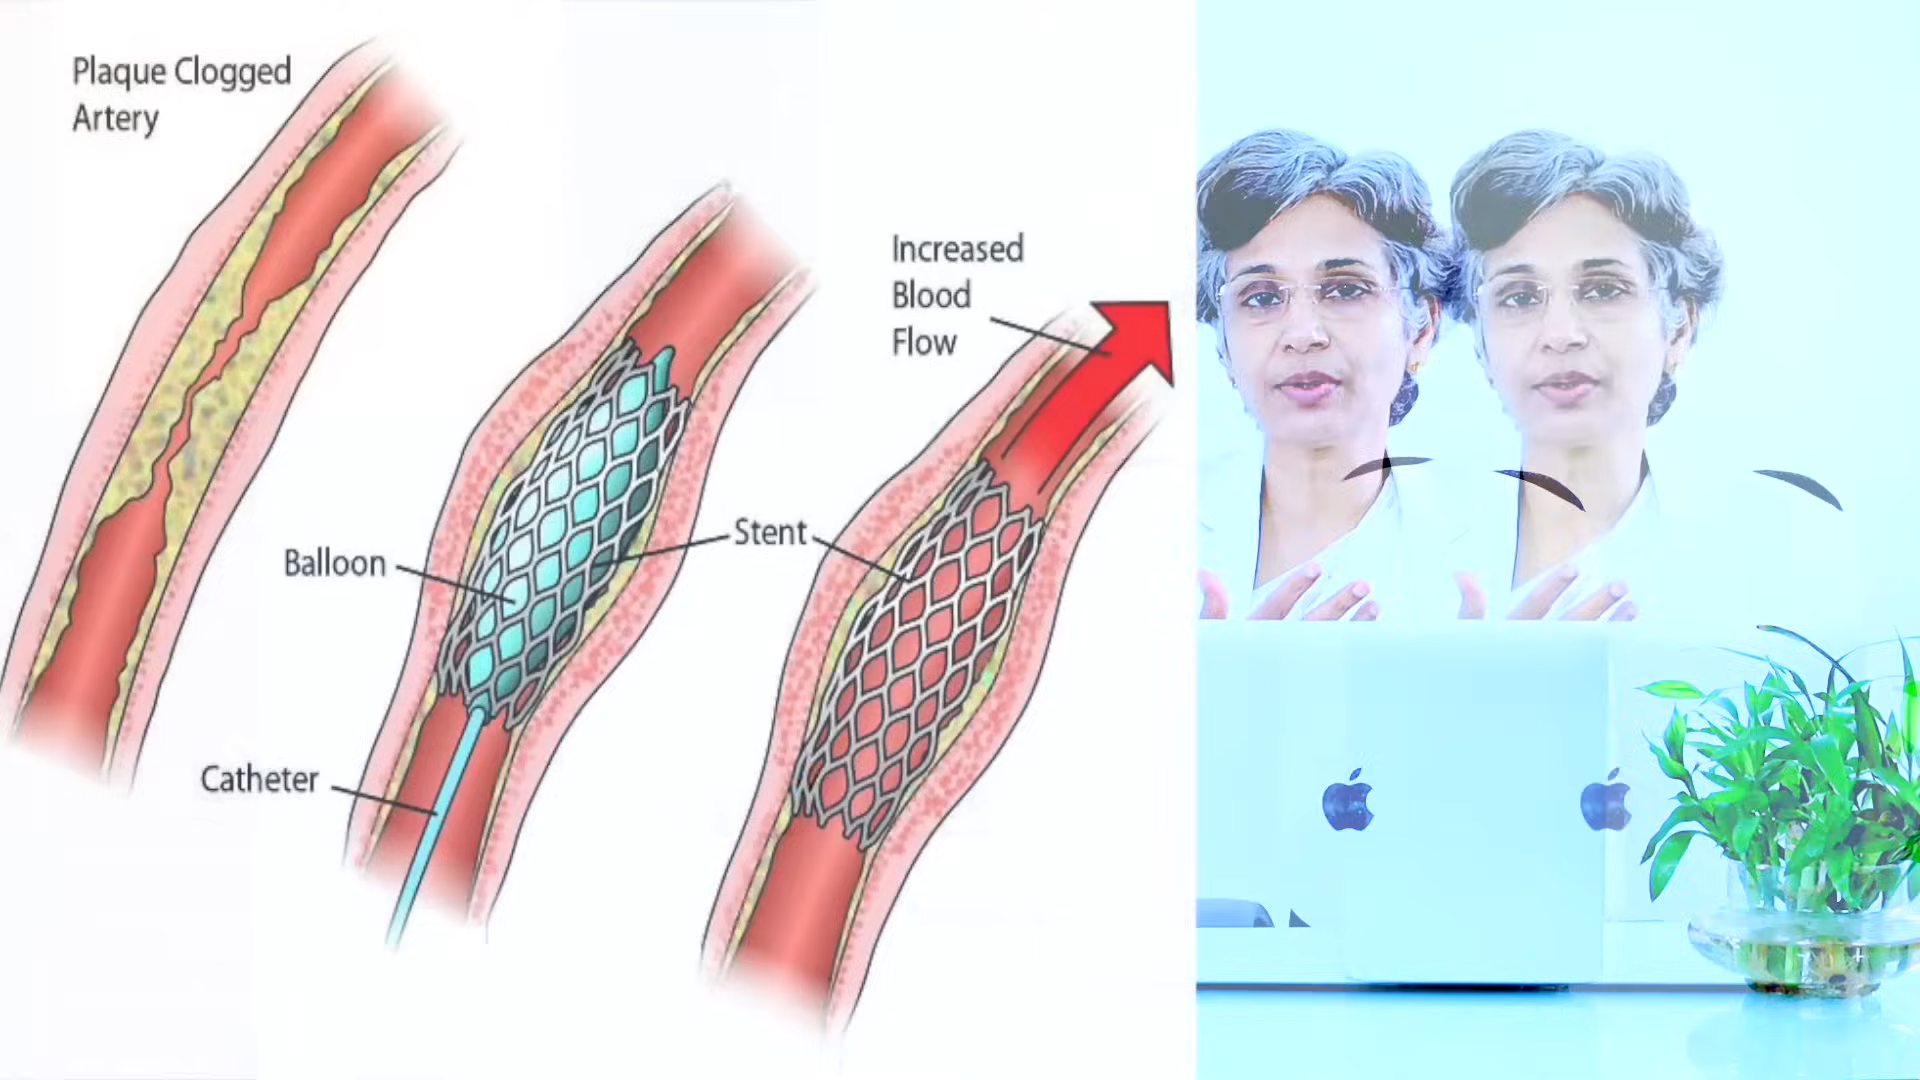 Plaque Clogged
Artery
Increased
Blood
Flow
Stent
Balloon
Catheter